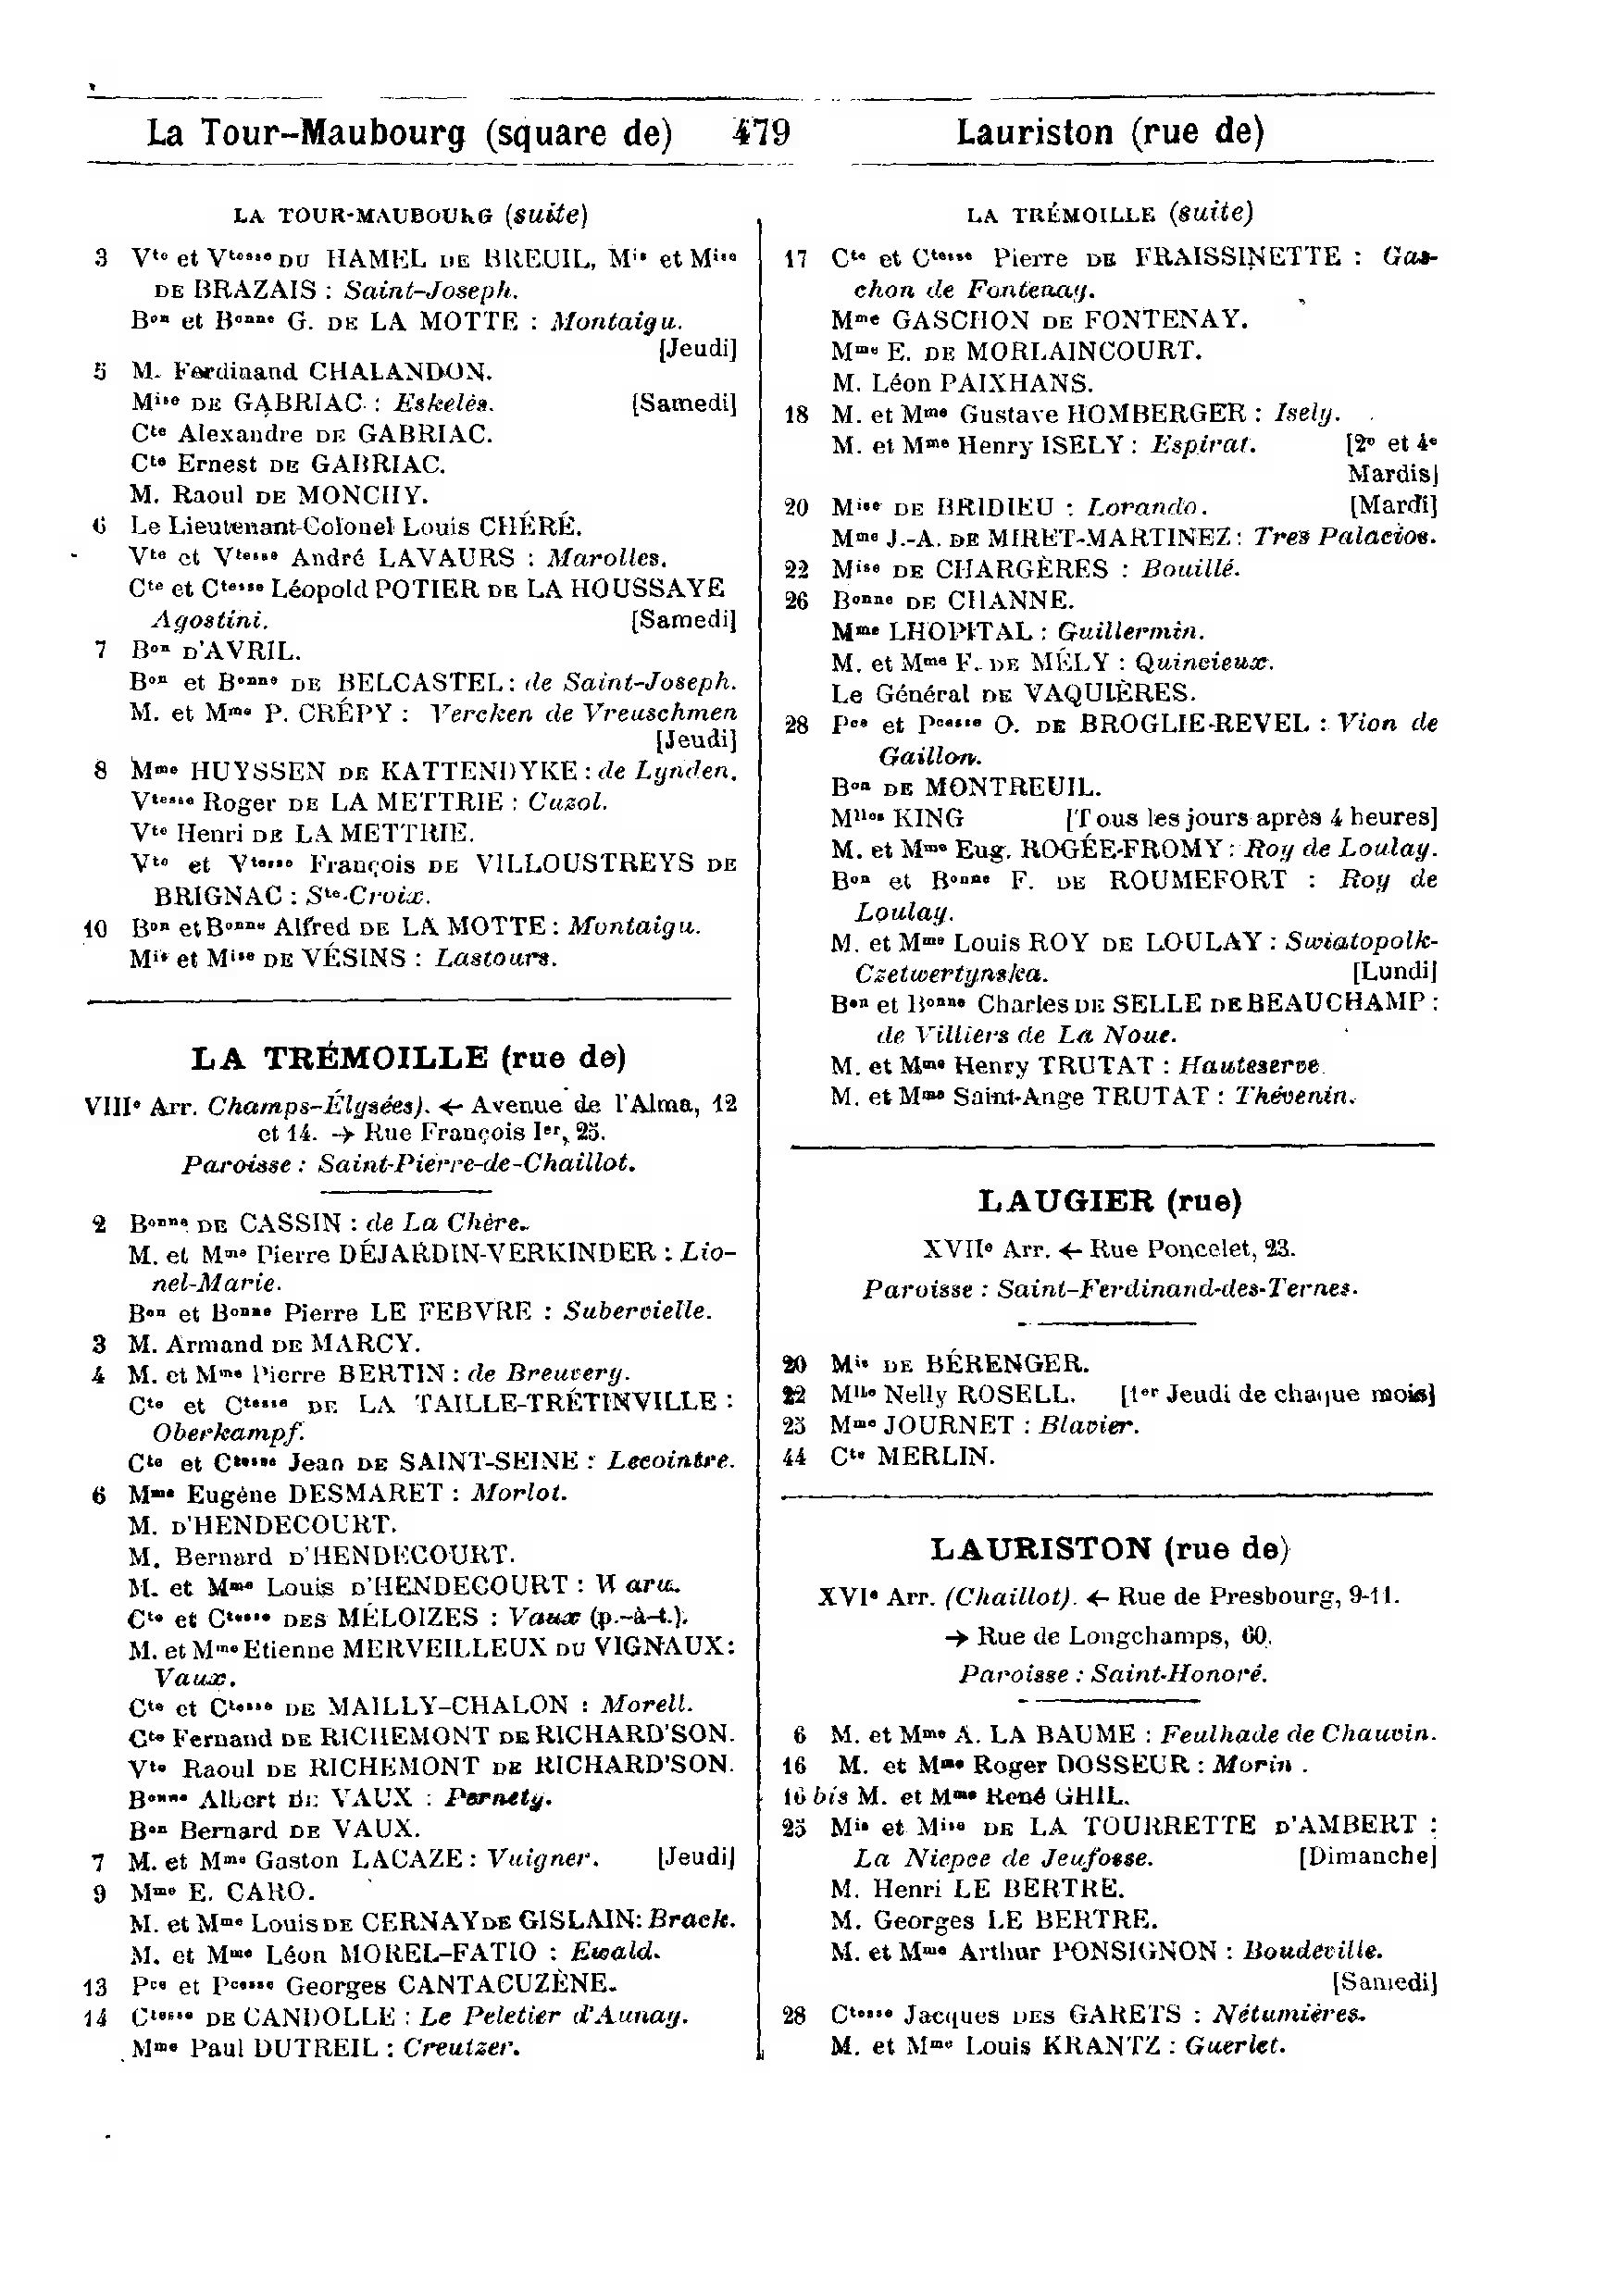 La Tour-Maubourg (square de) 479 Lauriston (rue de)
LA TOUR-MAUBOURG (suite)
3 Vte et Vtesse DU HAMEL DE BREUIL, Mis et Mise
DE BRAZAIS : Saint-Joseph.
Bon et Bonne G. DE LA MOTTE : Montaigu.
[Jeudi]
5 M. Ferdinand CHALANDON.
Mise DE GABRIAC : Eskelès. [Samedi]
Cte Alexandre DE GABRIAC.
Cte Ernest DE GABRIAC.
M. Raoul DE MONCHY.
6 Le Lieutenant-Colonel Louis CHÉRÉ.
Vte et Vtesse André LAVAURS : Marolles.
Cte et Ctesse Léopold POTIER DE LA HOUSSAYE
Agostini. [Samedi]
7 Bon D'AVRIL.
Bon et Bonne DE BELCASTEL : de Saint-Joseph.
M. et Mme P. CRÉPY : Vercken de Vreuschmen
[Jeudi]
8 Mme HUYSSEN DE KATTENDYKE : de Lynden.
Vtesse Roger DE LA METTRIE : Cuzol.
Vte Henri DE LA METTRIE.
Vte et Vtesse François DE VILLOUSTREYS DE
BRIGNAC : Ste-Croix.
10 Bon et Bonne Alfred DE LA MOTTE : Montaigu.
Mis et Mise DE VÉSINS : Lastours.
LA TRÉMOILLE (rue de)
VIIIe Arr. Champs-Élysées). ← Avenue de l'Alma, 12
et 14. → Rue François Ier, 25.
Paroisse : Saint-Pierre-de-Chaillot.
2 Bonne DE CASSIN : de La Chère.
M. et Mme Pierre DÉJARDIN-VERKINDER : Lio-
nel-Marie.
Bon et Bonne Pierre LE FEBVRE : Subervielle.
3 M. Armand DE MARCY.
4 M. et Mme Pierre BERTIN : de Breuvery.
Cte et Ctesse DE LA TAILLE-TRÉTINVILLE :
Oberkampf.
Cte et Ctesse Jean DE SAINT-SEINE : Lecointre.
6 Mme Eugène DESMARET : Morlot.
M. D'HENDECOURT.
M. Bernard D'HENDECOURT.
M. et Mme Louis D'HENDECOURT : Waru.
Cte et Ctesse DES MÉLOIZES : Vaux (p.-à-t.).
M. et Mme Etienne MERVEILLEUX DU VIGNAUX :
Vaux.
Cte et Ctesse DE MAILLY-CHALON : Morell.
Cte Fernand DE RICHEMONT DE RICHARD'SON.
Vte Raoul DE RICHEMONT DE RICHARD'SON.
Bonne Albert DE VAUX : Pernety.
Bon Bernard DE VAUX.
7 M. et Mme Gaston LACAZE : Vuigner. [Jeudi]
9 Mme E. CARO.
M. et Mme Louis DE CERNAY DE GISLAIN : Brack.
M. et Mme Léon MOREL-FATIO : Ewald.
13 Pce et Pcesse Georges CANTACUZÈNE.
14 Ctesse DE CANDOLLE : Le Peletier d'Aunay.
Mme Paul DUTREIL : Creutzer.
LA TRÉMOILLE (suite)
17 Cte et Ctesse Pierre DE FRAISSINETTE : Gas-
chon de Fontenay.
Mme GASCHON DE FONTENAY.
Mme E. DE MORLAINCOURT.
M. Léon PAIXHANS.
18 M. et Mme Gustave HOMBERGER : Isely.
M. et Mme Henry ISELY : Espirat. [2e et 4e
Mardis]
20 Mise DE BRIDIEU : Lorando. [Mardi]
Mme J.-A. DE MIRET-MARTINEZ : Tres Palacios.
22 Mise DE CHARGÈRES : Bouillé.
26 Bonne DE CHANNE.
Mme LHOPITAL : Guillermin.
M. et Mme F. DE MÉLY : Quincieux.
Le Général DE VAQUIÈRES.
28 Pce et Pcesse O. DE BROGLIE-REVEL : Vion de
Gaillon.
Bon DE MONTREUIL.
Mlles KING [Tous les jours après 4 heures]
M. et Mme Eug. ROGÉE-FROMY : Roy de Loulay.
Bon et Bonne F. DE ROUMEFORT : Roy de
Loulay.
M. et Mme Louis ROY DE LOULAY : Swiatopolk-
Czetwertynska. [Lundi]
Bon et Bonne Charles DE SELLE DE BEAUCHAMP :
de Villiers de La Noue.
M. et Mme Henry TRUTAT : Hauteserve.
M. et Mme Saint-Ange TRUTAT : Thévenin.
LAUGIER (rue)
XVIIe Arr. ← Rue Poncelet, 23.
Paroisse : Saint-Ferdinand-des-Ternes.
20 Mis DE BÉRENGER.
22 Mlle Nelly ROSELL. [1er Jeudi de chaque mois]
25 Mme JOURNET : Blavier.
44 Cte MERLIN.
LAURISTON (rue de)
XVIe Arr. (Chaillot). ← Rue de Presbourg, 9-11.
→ Rue de Longchamps, 60.
Paroisse : Saint-Honoré.
6 M. et Mme A. LA BAUME : Feulhade de Chauvin.
16 M. et Mme Roger DOSSEUR : Morin.
16 bis M. et Mme René GHIL.
25 Mis et Mise DE LA TOURRETTE D'AMBERT :
La Niepce de Jeufosse. [Dimanche]
M. Henri LE BERTRE.
M. Georges LE BERTRE.
M. et Mme Arthur PONSIGNON : Boudeville.
[Samedi]
28 Ctesse Jacques DES GARETS : Nétumières.
M. et Mme Louis KRANTZ : Guerlet.